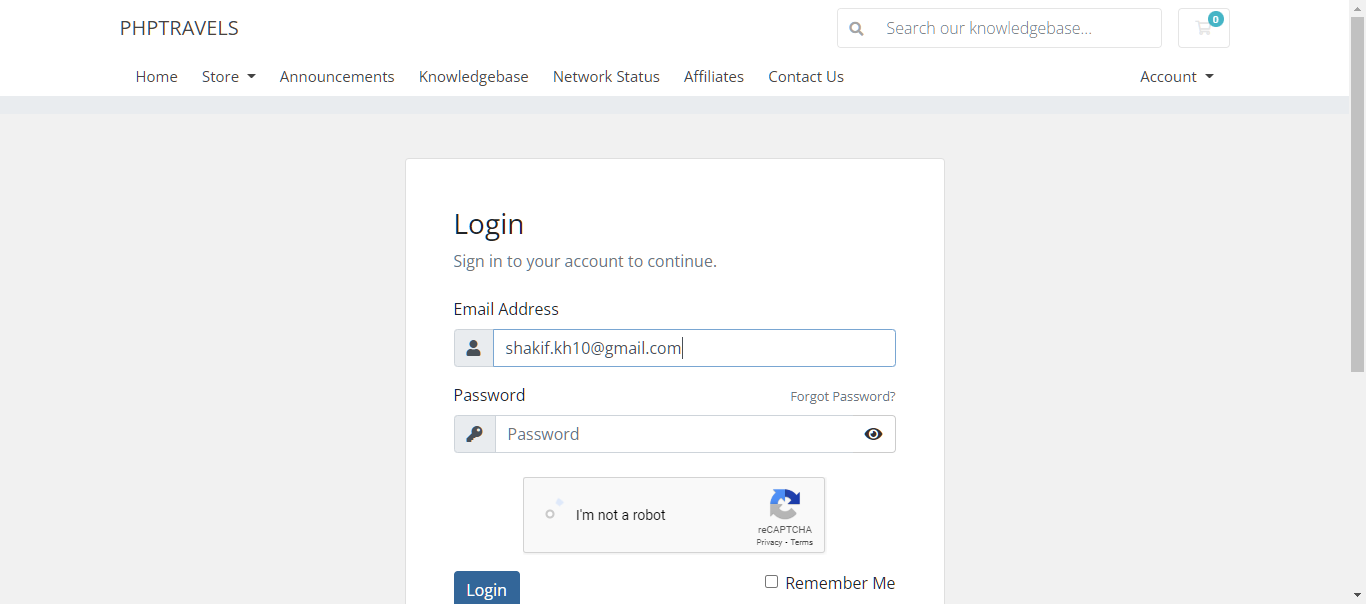 PHPTRAVELS
Search our knowledgebase...
0
Home Store Announcements Knowledgebase Network Status Affiliates Contact Us Account
Login
Sign in to your account to continue.
Email Address
shakif.kh10@gmail.com
Password Forgot Password?
Password
I'm not a robot
reCAPTCHA
Privacy - Terms
Login Remember Me